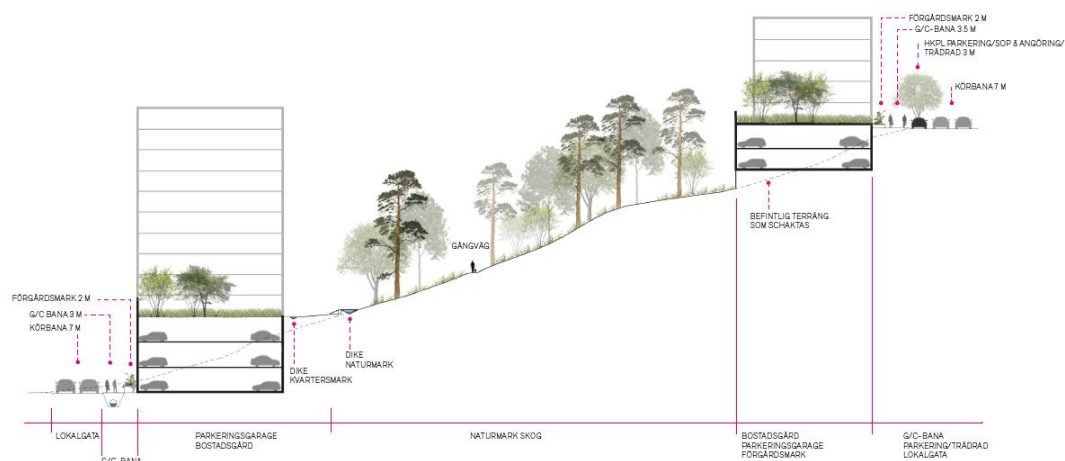 FÖRGÅRDSMARK 2 M
G/C-BANA 3.5 M
HKPL PARKERING/SOP & ANGÖRING/
TRÄDRAD 3 M
KÖRBANA 7 M
BEFINTLIG TERRÄNG
SOM SCHAKTAS
GÅNGVÄG
FÖRGÅRDSMARK 2 M
G/C BANA 3 M
KÖRBANA 7 M
DIKE
KVARTERSMARK
DIKE
NATURMARK
LOKALGATA
G/C-BANA
PARKERINGSGARAGE
BOSTADSGÅRD
NATURMARK SKOG
BOSTADSGÅRD
PARKERINGSGARAGE
FÖRGÅRDSMARK
G/C-BANA
PARKERING/TRÄDRAD
LOKALGATA